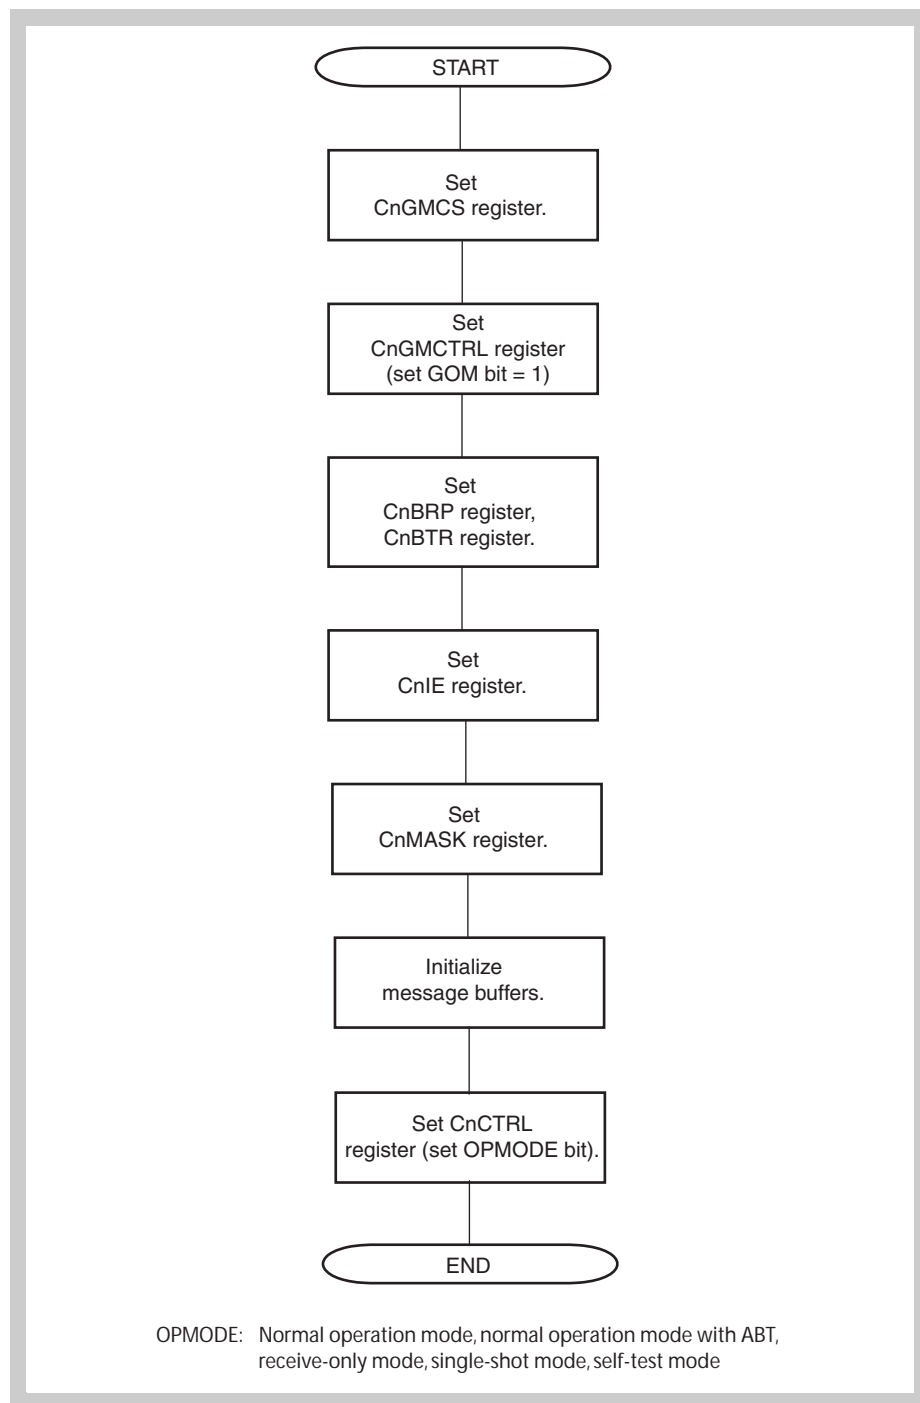 START
Set
CnGMCS register.
Set
CnGMCTRL register
(set GOM bit = 1)
Set
CnBRP register,
CnBTR register.
Set
CnIE register.
Set
CnMASK register.
Initialize
message buffers.
Set CnCTRL
register (set OPMODE bit).
END
OPMODE: Normal operation mode, normal operation mode with ABT,
receive-only mode, single-shot mode, self-test mode